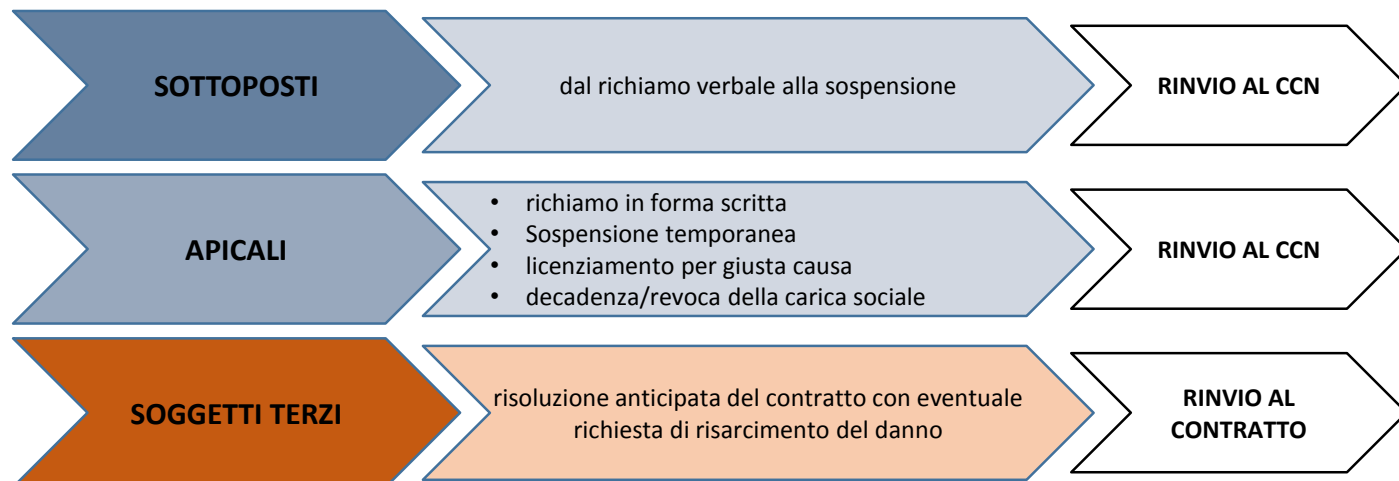 SOTTOPOSTI
dal richiamo verbale alla sospensione
RINVIO AL CCN
APICALI
• richiamo in forma scritta
• Sospensione temporanea
• licenziamento per giusta causa
• decadenza/revoca della carica sociale
RINVIO AL CCN
SOGGETTI TERZI
risoluzione anticipata del contratto con eventuale
richiesta di risarcimento del danno
RINVIO AL
CONTRATTO